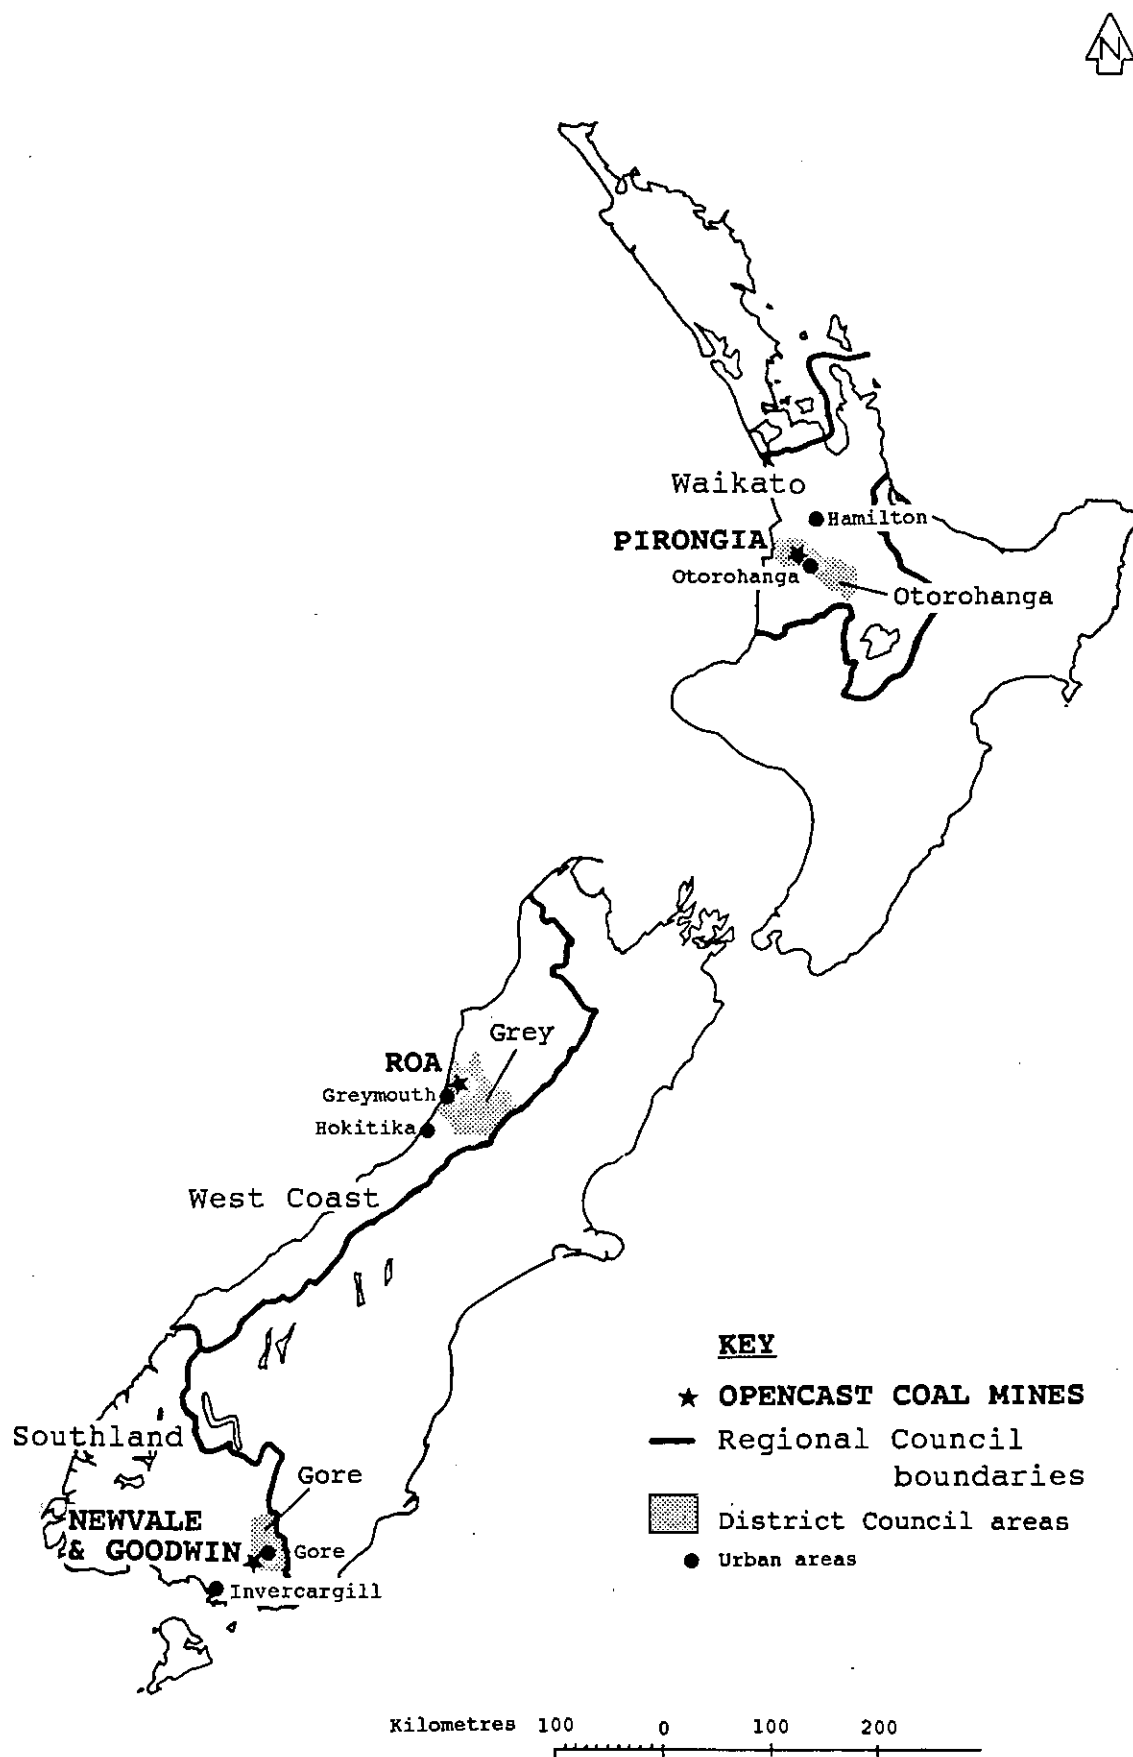 N
Waikato
Hamilton
PIRONGIA
Otorohanga
Otorohanga
Grey
ROA
Greymouth
Hokitika
West Coast
KEY
OPENCAST COAL MINES
Regional Council
boundaries
District Council areas
Urban areas
Southland
Gore
NEWVALE
& GOODWIN
Gore
Invercargill
Kilometres 100 0 100 200